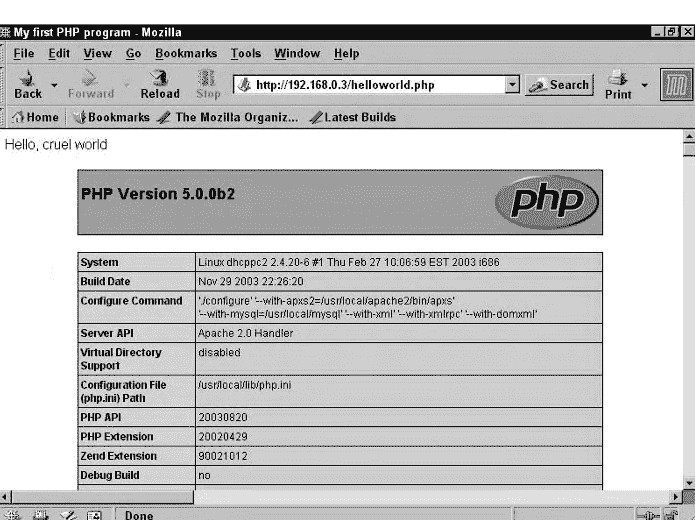 My first PHP program - Mozilla
File Edit View Go Bookmarks Tools Window Help
Back Forward Reload Stop http://192.168.0.3/helloworld.php Search Print
Home Bookmarks The Mozilla Organiz... Latest Builds
Hello, cruel world
PHP Version 5.0.0b2
php
System Linux dhcppc2 2.4.20-6 #1 Thu Feb 27 10:06:59 EST 2003 i686
Build Date Nov 29 2003 22:26:20
Configure Command './configure' '--with-apxs2=/usr/local/apache2/bin/apxs'
'--with-mysql=/usr/local/mysql' '--with-xml' '--with-xmlrpc' '--with-domxml'
Server API Apache 2.0 Handler
Virtual Directory disabled
Support
Configuration File /usr/local/lib/php.ini
(php.ini) Path
PHP API 20030820
PHP Extension 20020429
Zend Extension 90021012
Debug Build no
Done